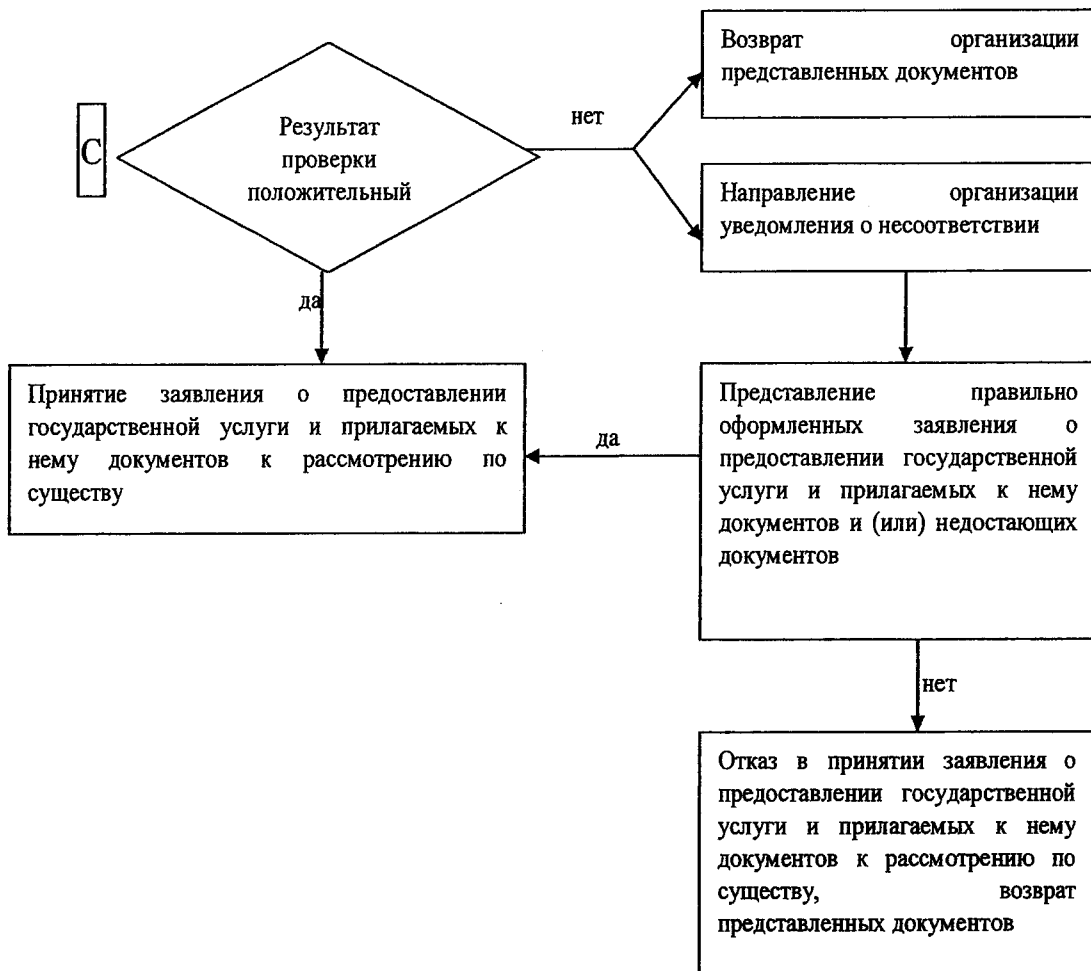 Возврат организации
представленных документов
С
Результат
проверки
положительный
нет
Направление организации
уведомления о несоответствии
да
Принятие заявления о предоставлении
государственной услуги и прилагаемых к
нему документов к рассмотрению по
существу
да
Представление правильно
оформленных заявления о
предоставлении государственной
услуги и прилагаемых к нему
документов и (или) недостающих
документов
нет
Отказ в принятии заявления о
предоставлении государственной
услуги и прилагаемых к нему
документов к рассмотрению по
существу, возврат
представленных документов